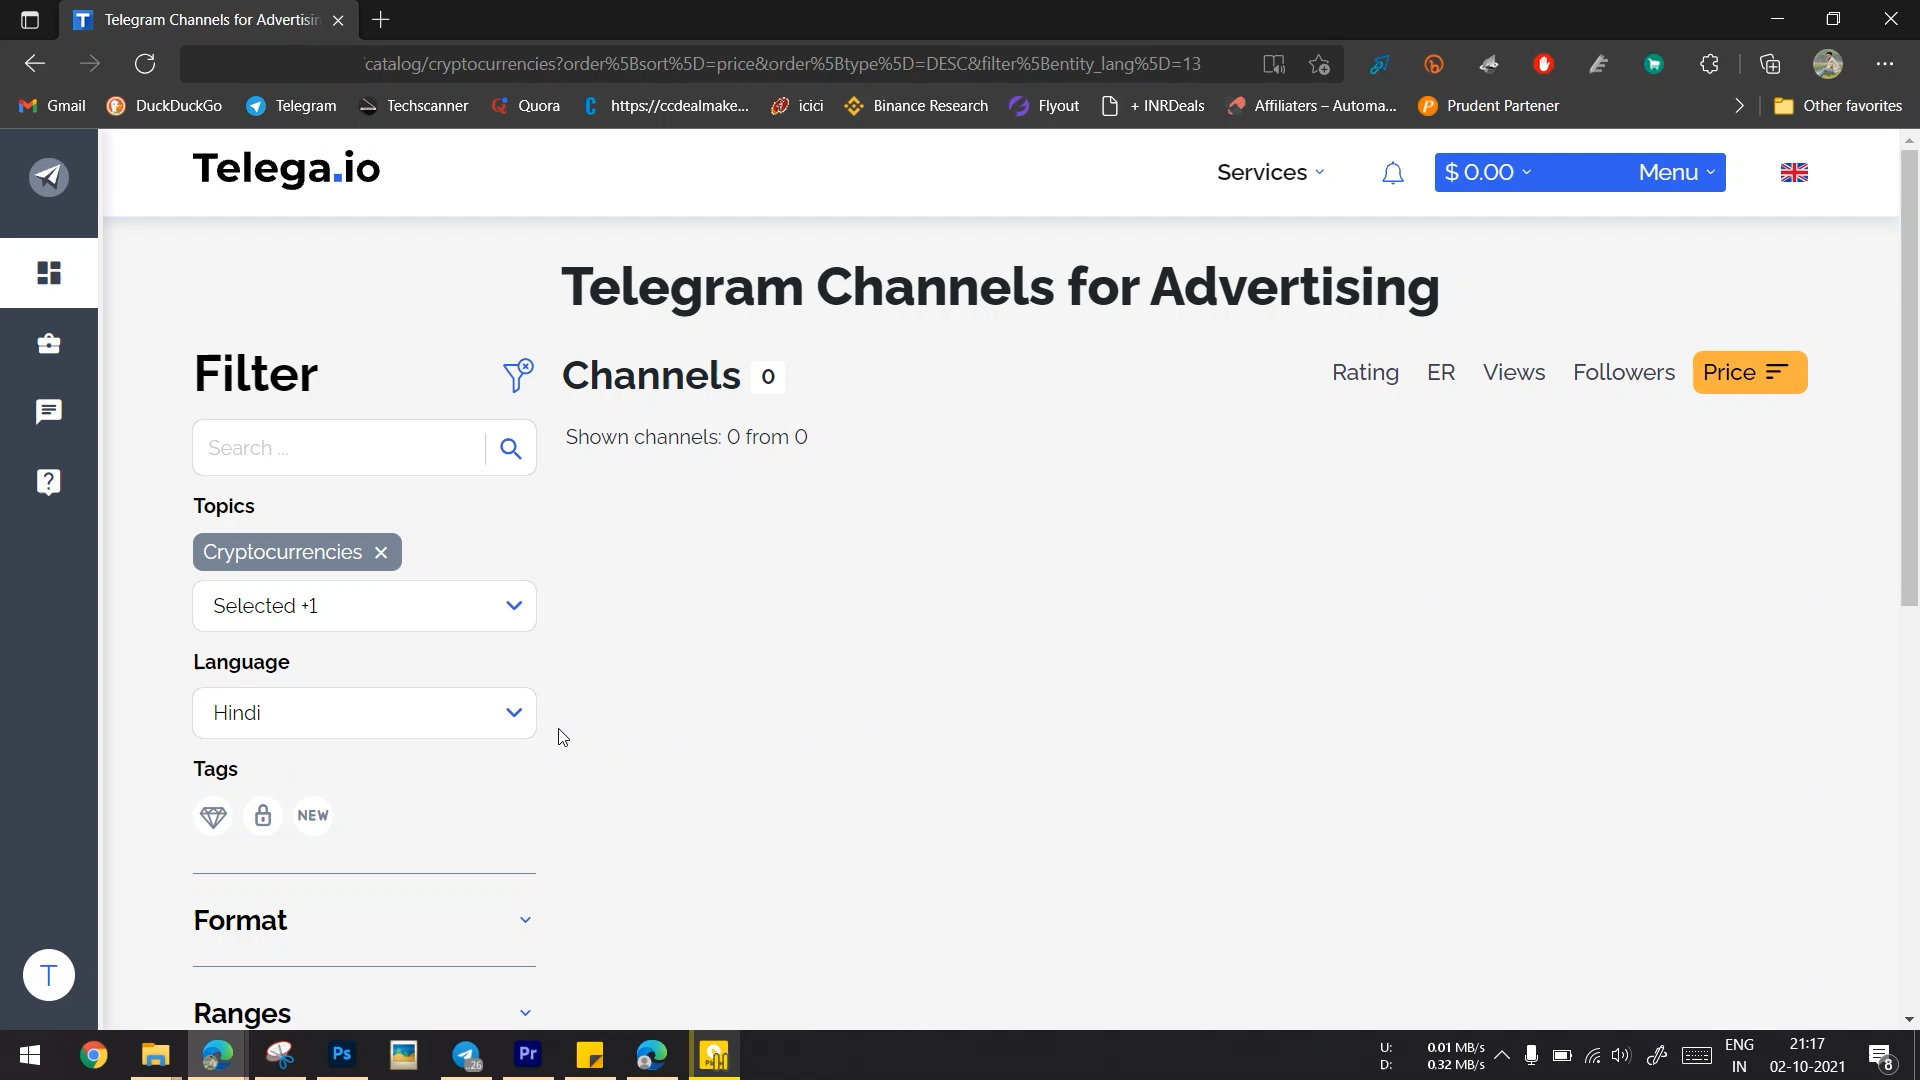 Telegram Channels for Advertisin
catalog/cryptocurrencies?order%5Bsort%5D=price&order%5Btype%5D=DESC&filter%5Bentity_lang%5D=13
Gmail DuckDuckGo Telegram Techscanner Quora https://ccdealmake... icici Binance Research Flyout + INRDeals Affiliaters – Automa... Prudent Partener Other favorites
Telega.io
Services
$ 0.00
Menu
Telegram Channels for Advertising
Filter
Channels 0
Rating ER Views Followers Price
Search ...
Shown channels: 0 from 0
Topics
Cryptocurrencies
Selected +1
Language
Hindi
Tags
NEW
Format
Ranges
T
Ps
26
Pr
U: 0.01 MB/s
D: 0.32 MB/s
ENG
IN
21:17
02-10-2021
8